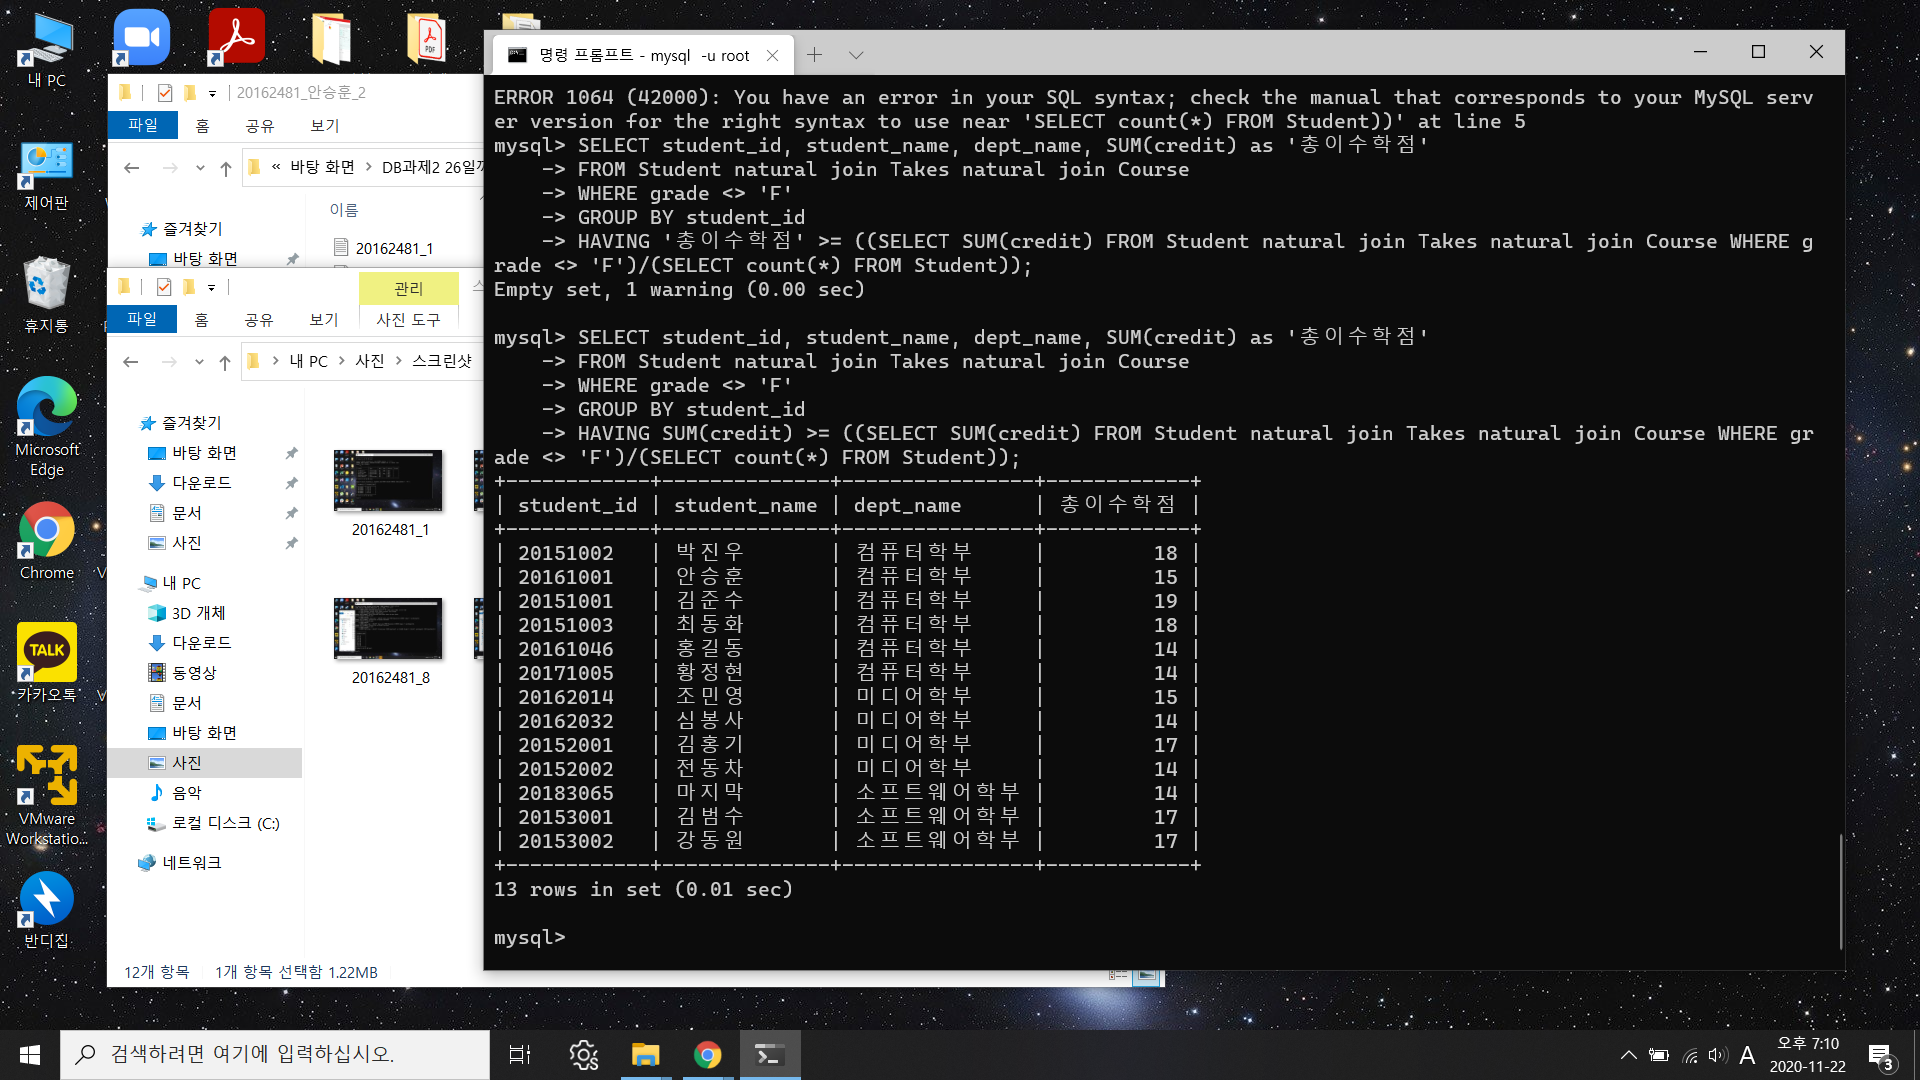 내 PC
제어판
휴지통
Microsoft
Edge
Chrome
TALK
카카오톡
VMware
Workstatio...
반디집
PDF
20162481_안승훈_2
파일
홈
공유
보기
« 바탕 화면 > DB과제2 26일
이름
즐겨찾기
바탕 화면
20162481_1
관리
파일
홈
공유
보기
사진 도구
> 내 PC > 사진 > 스크린샷
즐겨찾기
바탕 화면
다운로드
문서
사진
내 PC
3D 개체
다운로드
동영상
문서
바탕 화면
사진
음악
로컬 디스크 (C:)
네트워크
20162481_1
20162481_8
12개 항목
1개 항목 선택함 1.22MB
명령 프롬프트 - mysql  -u root
ERROR 1064 (42000): You have an error in your SQL syntax; check the manual that corresponds to your MySQL serv
er version for the right syntax to use near 'SELECT count(*) FROM Student))' at line 5
mysql> SELECT student_id, student_name, dept_name, SUM(credit) as '총이수학점'
    -> FROM Student natural join Takes natural join Course
    -> WHERE grade <> 'F'
    -> GROUP BY student_id
    -> HAVING '총이수학점' >= ((SELECT SUM(credit) FROM Student natural join Takes natural join Course WHERE g
rade <> 'F')/(SELECT count(*) FROM Student));
Empty set, 1 warning (0.00 sec)
mysql> SELECT student_id, student_name, dept_name, SUM(credit) as '총이수학점'
    -> FROM Student natural join Takes natural join Course
    -> WHERE grade <> 'F'
    -> GROUP BY student_id
    -> HAVING SUM(credit) >= ((SELECT SUM(credit) FROM Student natural join Takes natural join Course WHERE gr
ade <> 'F')/(SELECT count(*) FROM Student));
+------------+--------------+----------------+------------+
| student_id | student_name | dept_name | 총이수학점 |
+------------+--------------+----------------+------------+
| 20151002 | 박진우 | 컴퓨터학부 | 18 |
| 20161001 | 안승훈 | 컴퓨터학부 | 15 |
| 20151001 | 김준수 | 컴퓨터학부 | 19 |
| 20151003 | 최동화 | 컴퓨터학부 | 18 |
| 20161046 | 홍길동 | 컴퓨터학부 | 14 |
| 20171005 | 황정현 | 컴퓨터학부 | 14 |
| 20162014 | 조민영 | 미디어학부 | 15 |
| 20162032 | 심봉사 | 미디어학부 | 14 |
| 20152001 | 김홍기 | 미디어학부 | 17 |
| 20152002 | 전동차 | 미디어학부 | 14 |
| 20183065 | 마지막 | 소프트웨어학부 | 14 |
| 20153001 | 김범수 | 소프트웨어학부 | 17 |
| 20153002 | 강동원 | 소프트웨어학부 | 17 |
+------------+--------------+----------------+------------+
13 rows in set (0.01 sec)
mysql>
검색하려면 여기에 입력하십시오.
A
오후 7:10
2020-11-22
3